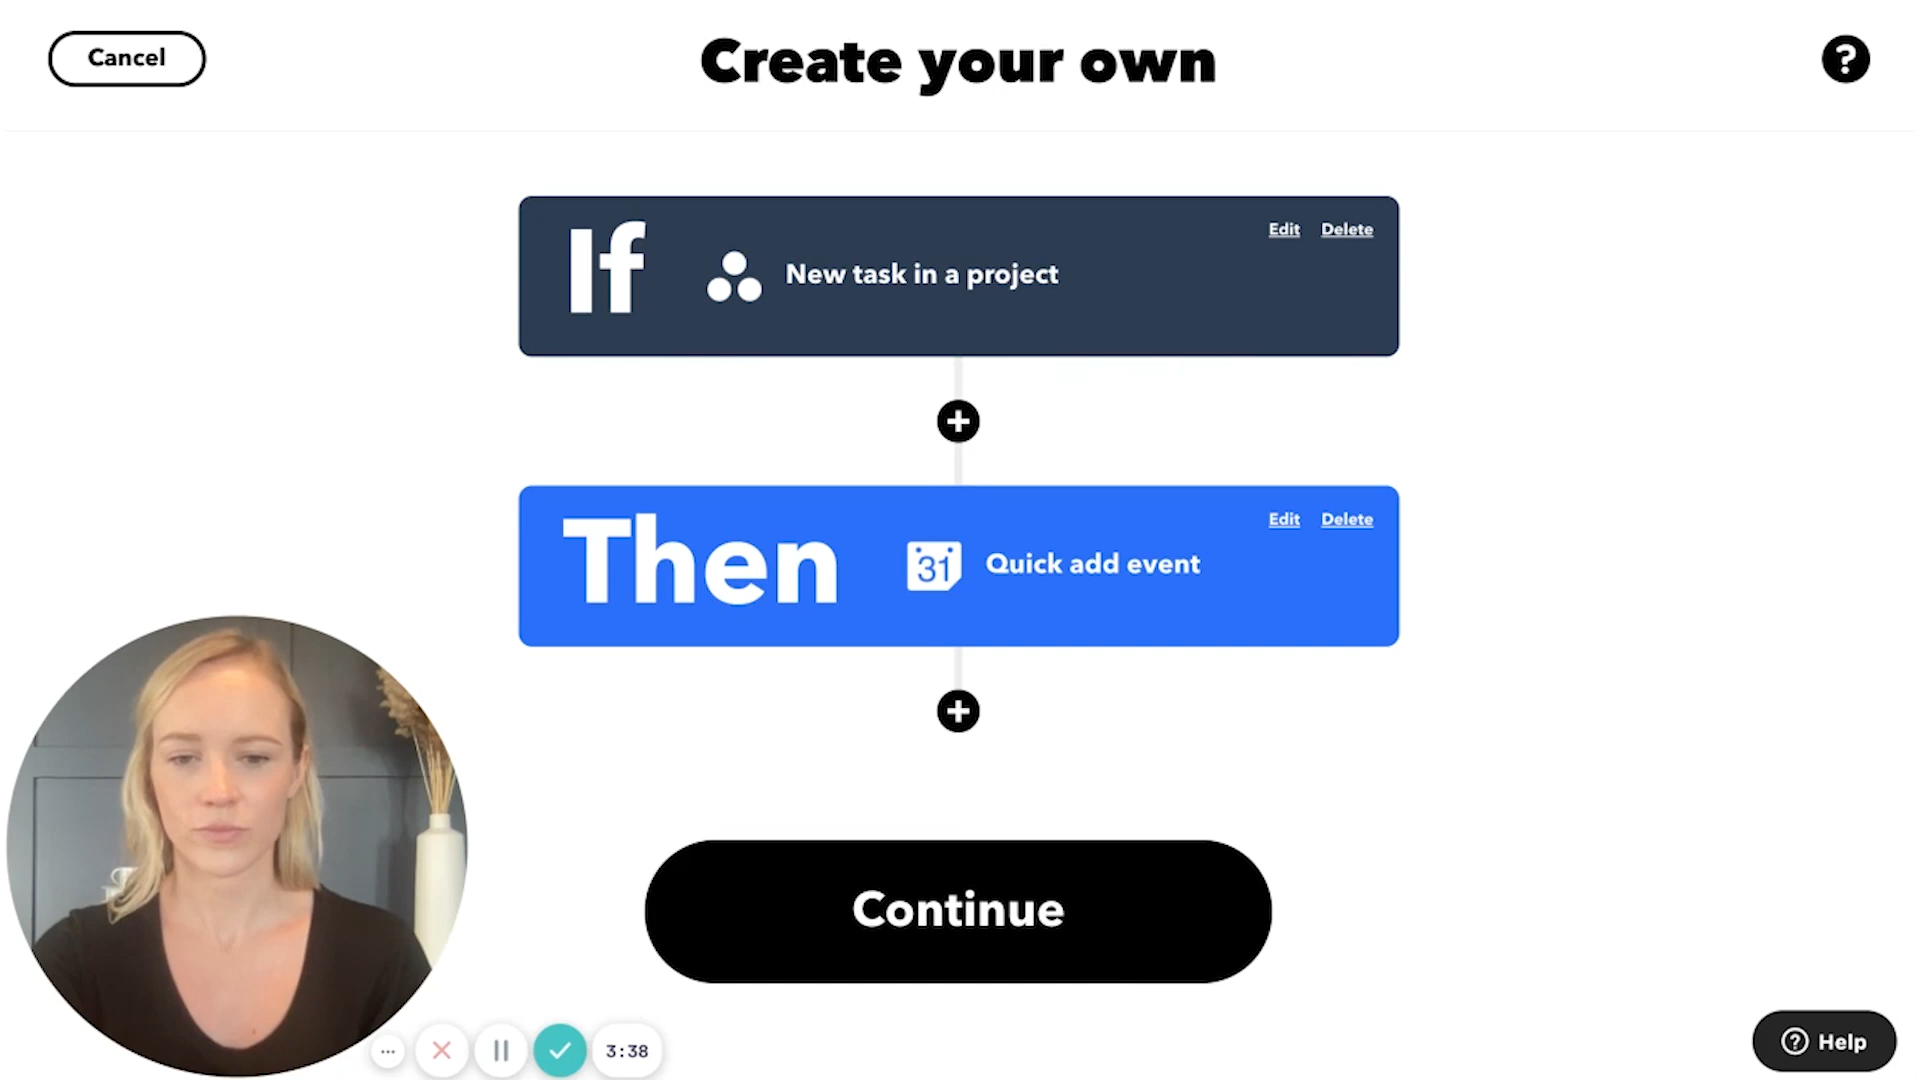 Cancel
Create your own
?
If
New task in a project
Edit
Delete
+
Then
31
Quick add event
Edit
Delete
+
Continue
...
3:38
? Help